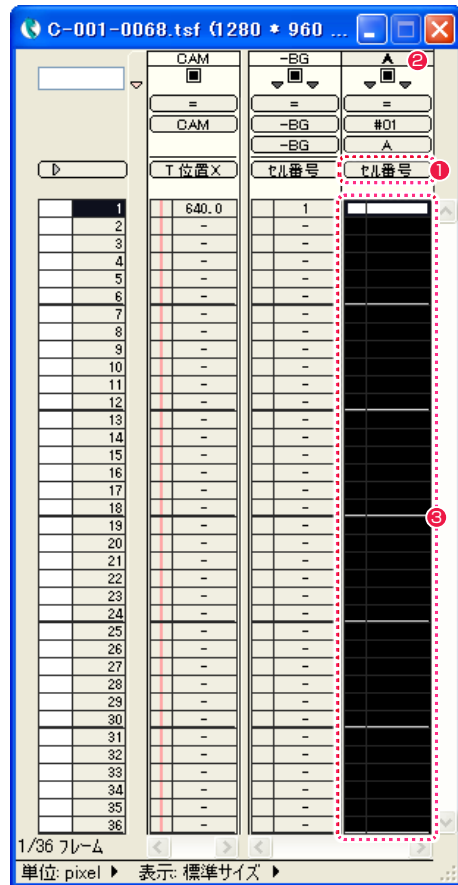 C-001-0068.tsf (1280 * 960 ...
CAM -BG A ❷
= = =
CAM -BG #01
-BG A
T 位置X セル番号 セル番号 ❶
1 640.0 1
2 - -
3 - -
4 - -
5 - -
6 - -
7 - -
8 - -
9 - -
10 - -
11 - -
12 - -
13 - -
14 - -
15 - -
16 - -
17 - -
18 - -
19 - - ❸
20 - -
21 - -
22 - -
23 - -
24 - -
25 - -
26 - -
27 - -
28 - -
29 - -
30 - -
31 - -
32 - -
33 - -
34 - -
35 - -
36 - -
1/36 フレーム
単位: pixel ▶ 表示: 標準サイズ ▶